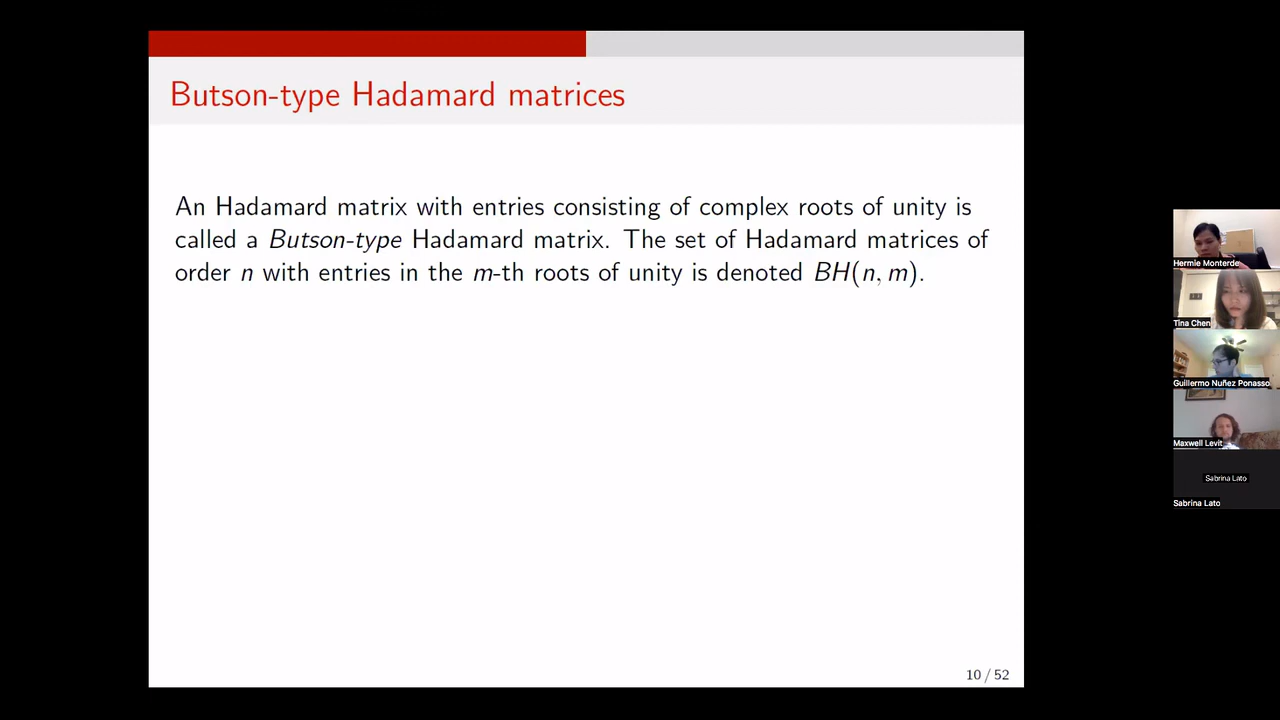 Butson-type Hadamard matrices
An Hadamard matrix with entries consisting of complex roots of unity is
called a Butson-type Hadamard matrix. The set of Hadamard matrices of
order n with entries in the m-th roots of unity is denoted BH(n, m).
10 / 52
Hermie Monterde
Tina Chen
Guillermo Nuñez Ponasso
Maxwell Levit
Sabrina Lato
Sabrina Lato